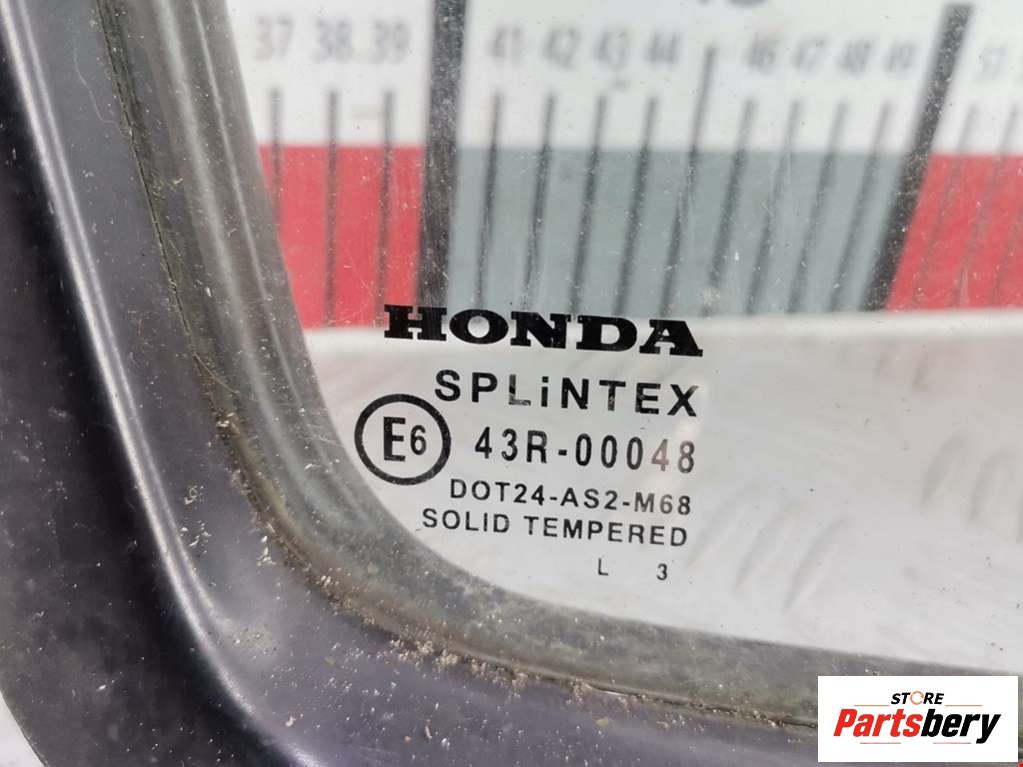 37 38 39 41 42 43 44 46 47 48 49 51
HONDA
SPLiNTEX
E6 43R-00048
DOT24-AS2-M68
SOLID TEMPERED
L 3
STORE
Partsbery